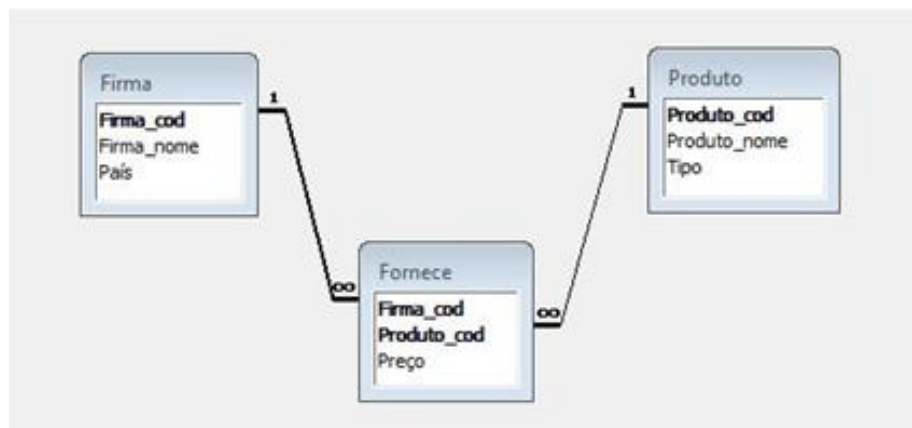 Firma
Firma_cod
Firma_nome
País
1
Produto
Produto_cod
Produto_nome
Tipo
1
Fornece
Firma_cod
Produto_cod
Preço
∞
∞